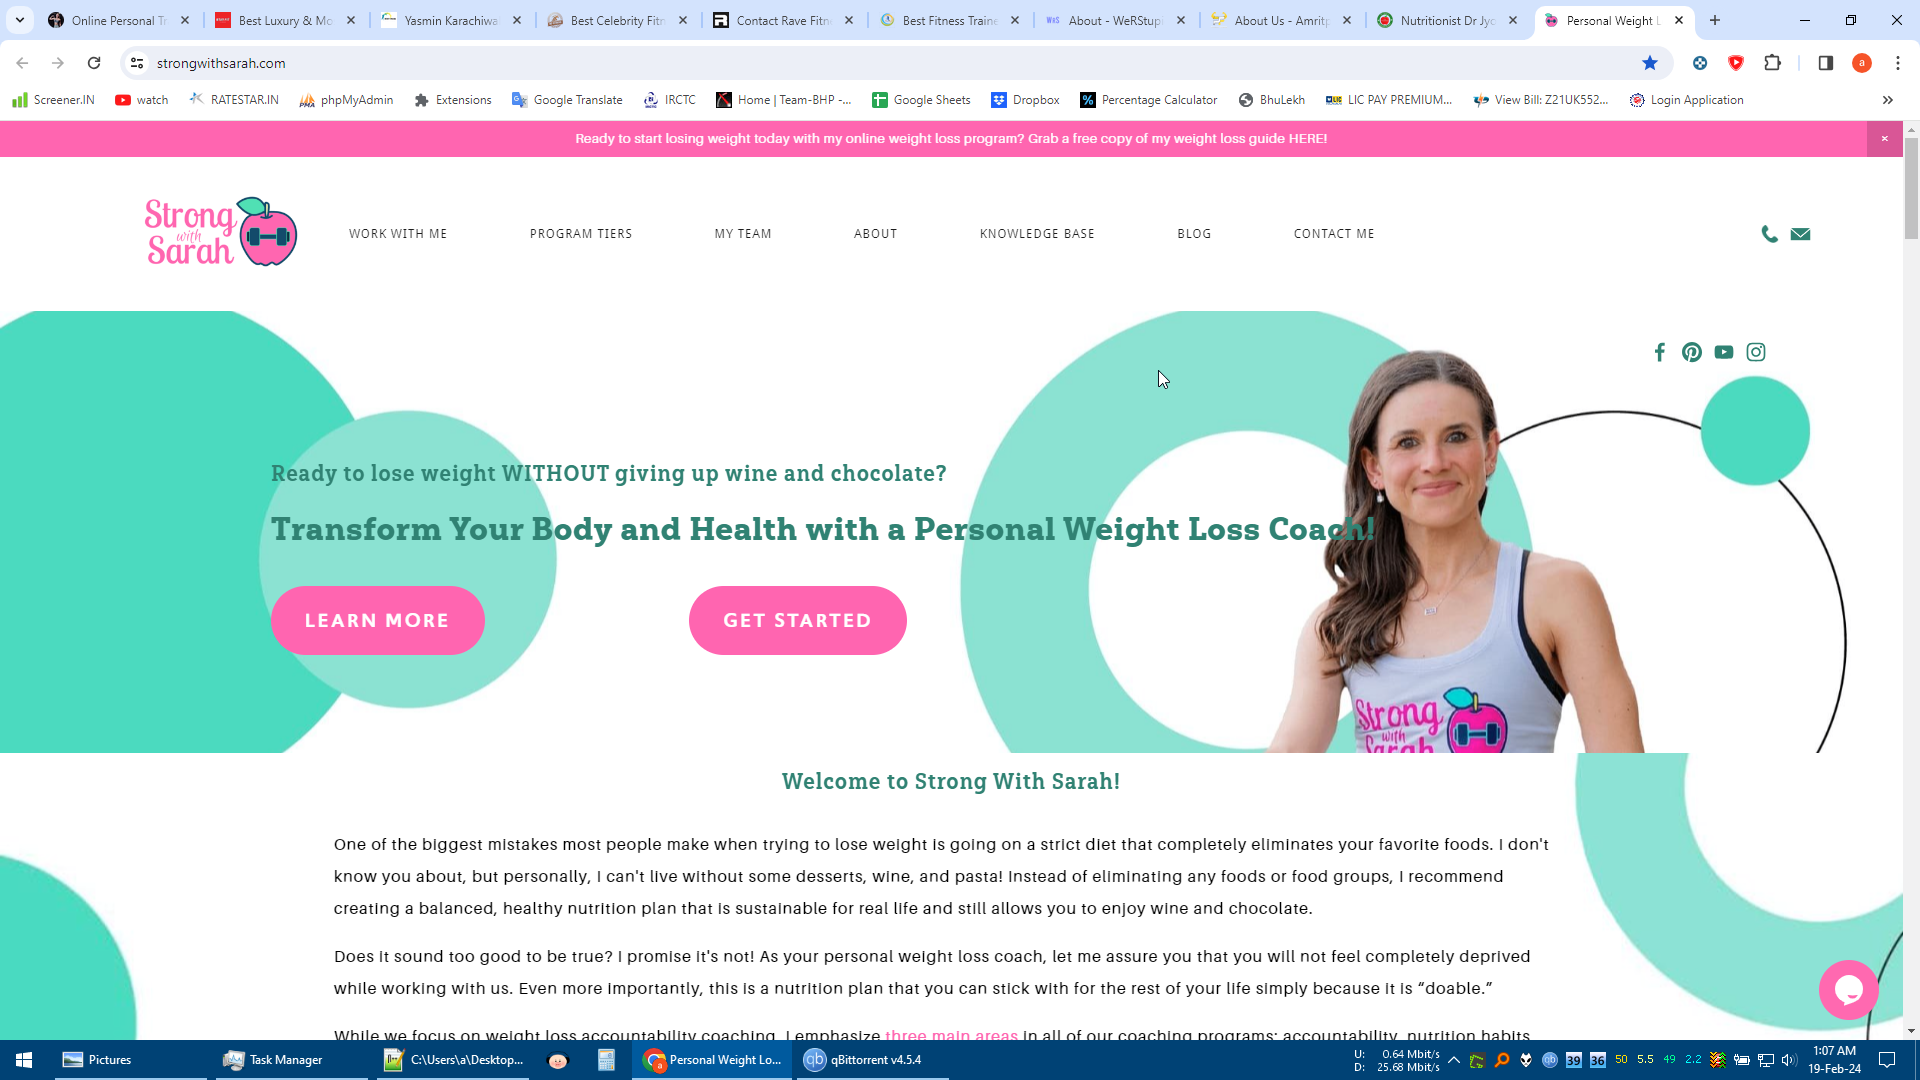 Online Personal Tr
Best Luxury & Mo
Yasmin Karachiwa
Best Celebrity Fitn
Contact Rave Fitn
Best Fitness Traine
About - WeRStupi
About Us - Amritp
Nutritionist Dr Jyo
Personal Weight L
strongwithsarah.com
a
Screener.IN
watch
RATESTAR.IN
phpMyAdmin
Extensions
Google Translate
IRCTC
Home | Team-BHP -...
Google Sheets
Dropbox
Percentage Calculator
BhuLekh
LIC PAY PREMIUM...
View Bill: Z21UK552...
Login Application
Ready to start losing weight today with my online weight loss program? Grab a free copy of my weight loss guide HERE!
Strong
with
Sarah
WORK WITH ME
PROGRAM TIERS
MY TEAM
ABOUT
KNOWLEDGE BASE
BLOG
CONTACT ME
Ready to lose weight WITHOUT giving up wine and chocolate?
Transform Your Body and Health with a Personal Weight Loss Coach!
LEARN MORE
GET STARTED
Strong
with
Sarah
Welcome to Strong With Sarah!
One of the biggest mistakes most people make when trying to lose weight is going on a strict diet that completely eliminates your favorite foods. I don't
know you about, but personally, I can't live without some desserts, wine, and pasta! Instead of eliminating any foods or food groups, I recommend
creating a balanced, healthy nutrition plan that is sustainable for real life and still allows you to enjoy wine and chocolate.
Does it sound too good to be true? I promise it's not! As your personal weight loss coach, let me assure you that you will not feel completely deprived
while working with us. Even more importantly, this is a nutrition plan that you can stick with for the rest of your life simply because it is “doable.”
While we focus on weight loss accountability coaching, I emphasize three main areas in all of our coaching programs: accountability, nutrition habits,
Pictures
Task Manager
C:\Users\a\Desktop...
Personal Weight Lo...
qBittorrent v4.5.4
U: 0.64 Mbit/s
D: 25.68 Mbit/s
39
36
50
5.5
49
2.2
1:07 AM
19-Feb-24